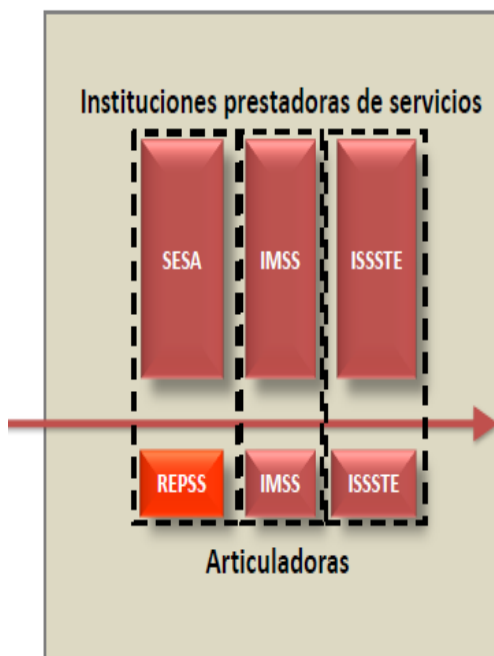 Instituciones prestadoras de servicios
SESA IMSS ISSSTE
REPSS IMSS ISSSTE
Articuladoras